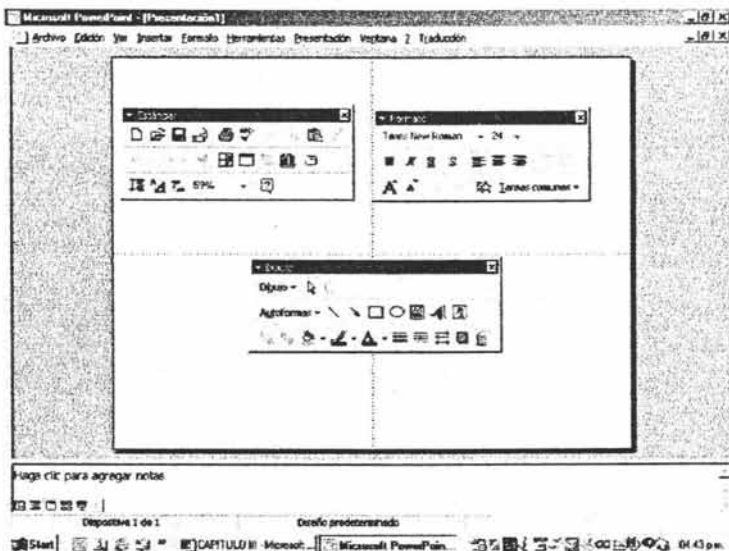 Microsoft PowerPoint - [Presentación1]
Archivo Edición Ver Insertar Formato Herramientas Presentación Ventana ? Traducción
Estándar
59%
Formato
Times New Roman 24
N K S S
Tareas comunes
Dibujo
Dibujo
Autoformas
Haga clic para agregar notas
Diapositiva 1 de 1 Diseño predeterminado
Start CAPITULO III - Microsoft... Microsoft PowerPoin... 04:43 p.m.